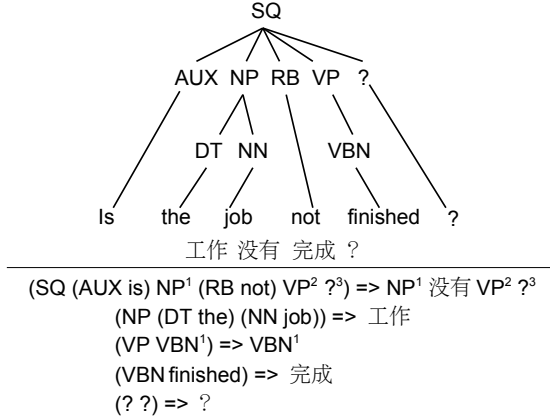 SQ
AUX NP RB VP ?
DT NN VBN
Is the job not finished ?
工作 没有 完成 ?
(SQ (AUX is) NP¹ (RB not) VP² ?³) => NP¹ 没有 VP² ?³
(NP (DT the) (NN job)) => 工作
(VP VBN¹) => VBN¹
(VBN finished) => 完成
(? ?) => ?